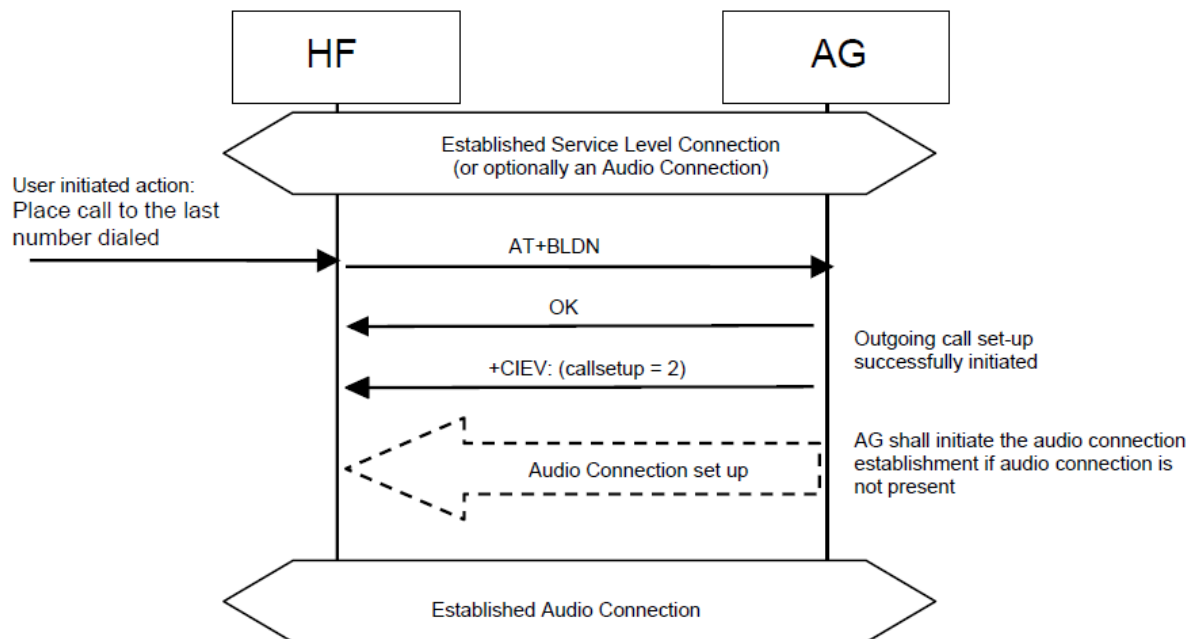 HF
AG
Established Service Level Connection
(or optionally an Audio Connection)
User initiated action:
Place call to the last
number dialed
AT+BLDN
OK
Outgoing call set-up
successfully initiated
+CIEV: (callsetup = 2)
AG shall initiate the audio connection
establishment if audio connection is
not present
Audio Connection set up
Established Audio Connection